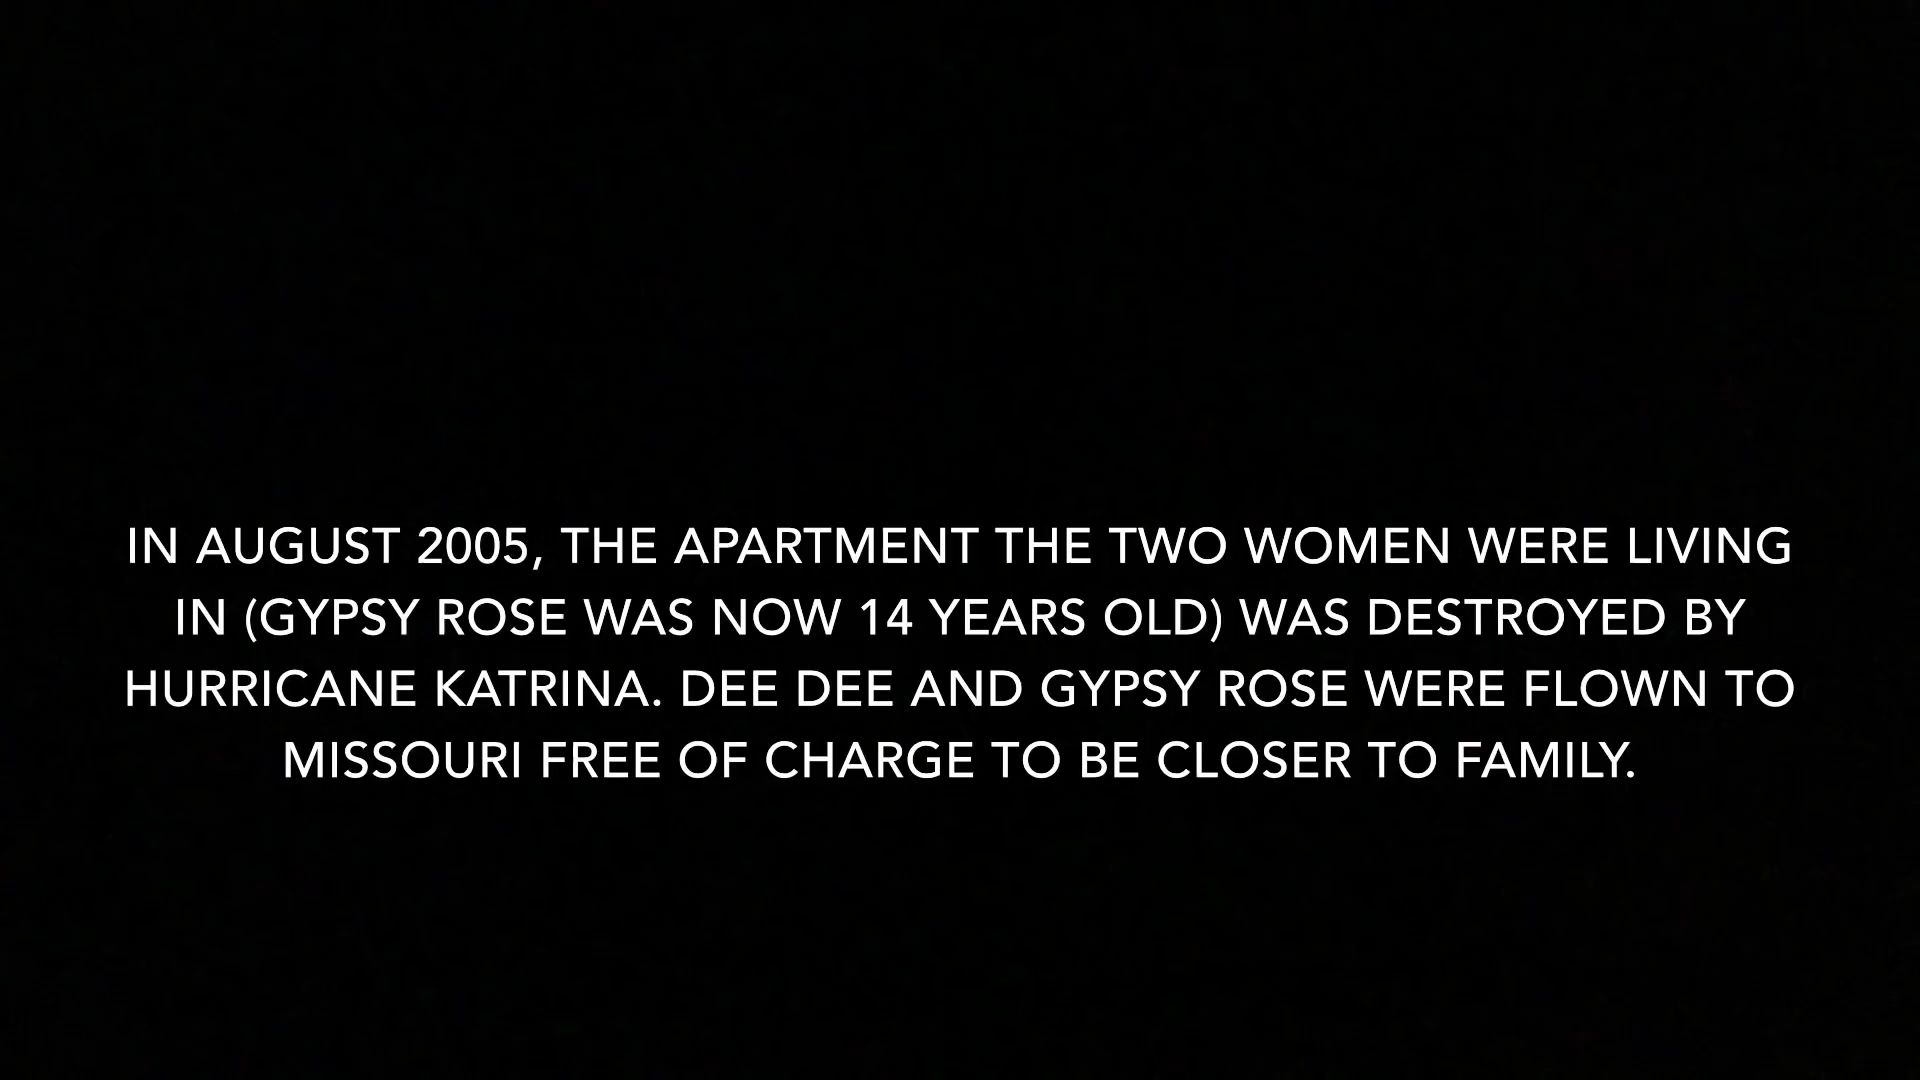 IN AUGUST 2005, THE APARTMENT THE TWO WOMEN WERE LIVING
IN (GYPSY ROSE WAS NOW 14 YEARS OLD) WAS DESTROYED BY
HURRICANE KATRINA. DEE DEE AND GYPSY ROSE WERE FLOWN TO
MISSOURI FREE OF CHARGE TO BE CLOSER TO FAMILY.